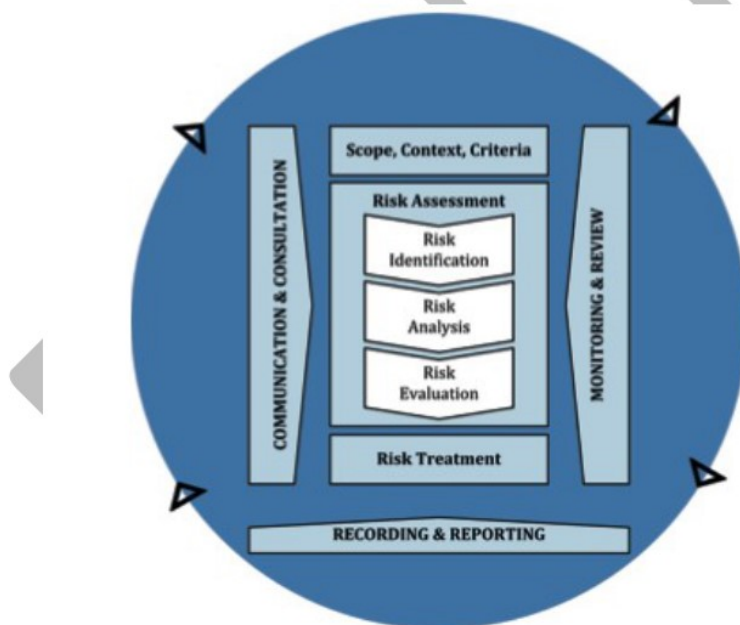 Scope, Context, Criteria
COMMUNICATION & CONSULTATION
Risk Assessment
Risk
Identification
Risk
Analysis
Risk
Evaluation
MONITORING & REVIEW
Risk Treatment
RECORDING & REPORTING